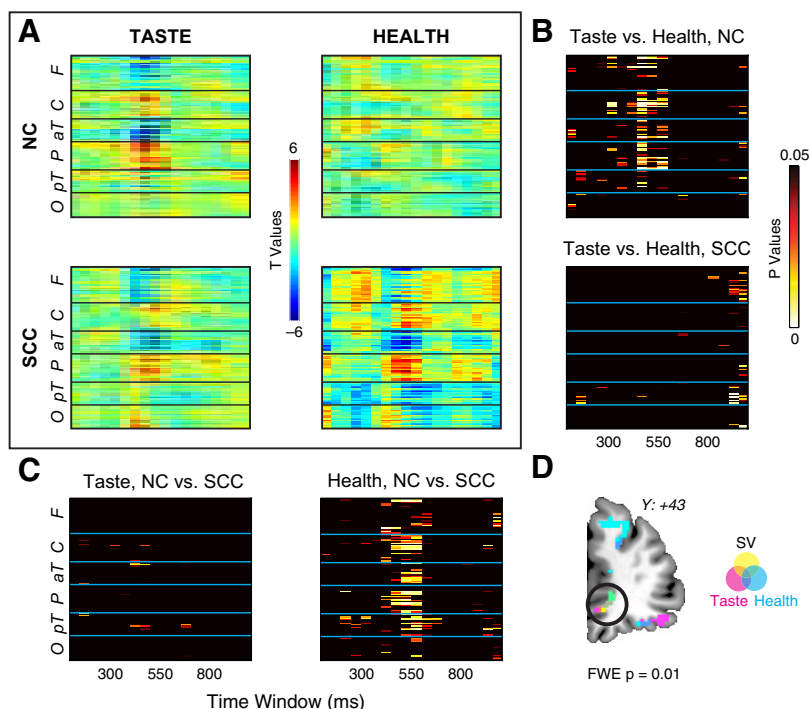 A
TASTE
HEALTH
NC
F
C
aT
P
pT
O
6
T Values
−6
SCC
F
C
aT
P
pT
O
B
Taste vs. Health, NC
Taste vs. Health, SCC
300 550 800
0.05
P Values
0
C
Taste, NC vs. SCC
Health, NC vs. SCC
F
C
aT
P
pT
O
300 550 800
300 550 800
Time Window (ms)
D
Y: +43
SV
Taste Health
FWE p = 0.01